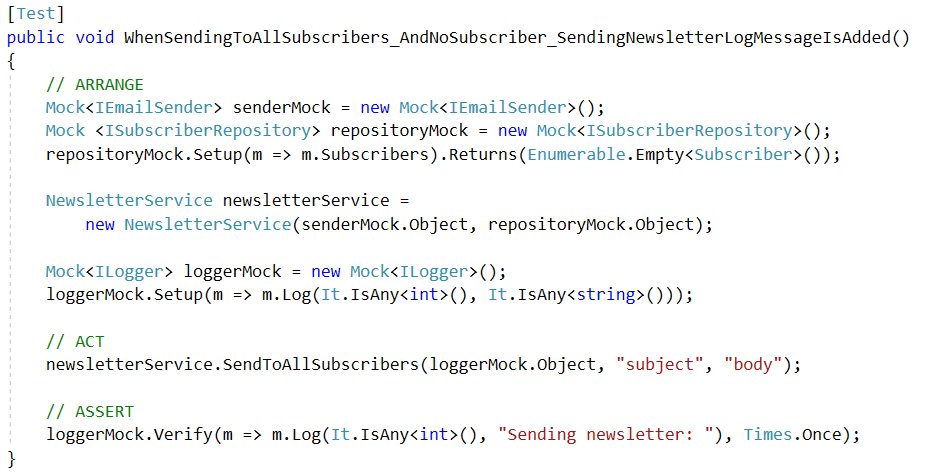 [Test]
public void WhenSendingToAllSubscribers_AndNoSubscriber_SendingNewsletterLogMessageIsAdded()
{
    // ARRANGE
    Mock<IEmailSender> senderMock = new Mock<IEmailSender>();
    Mock <ISubscriberRepository> repositoryMock = new Mock<ISubscriberRepository>();
    repositoryMock.Setup(m => m.Subscribers).Returns(Enumerable.Empty<Subscriber>());

    NewsletterService newsletterService =
        new NewsletterService(senderMock.Object, repositoryMock.Object);

    Mock<ILogger> loggerMock = new Mock<ILogger>();
    loggerMock.Setup(m => m.Log(It.IsAny<int>(), It.IsAny<string>()));

    // ACT
    newsletterService.SendToAllSubscribers(loggerMock.Object, "subject", "body");

    // ASSERT
    loggerMock.Verify(m => m.Log(It.IsAny<int>(), "Sending newsletter: "), Times.Once);
}